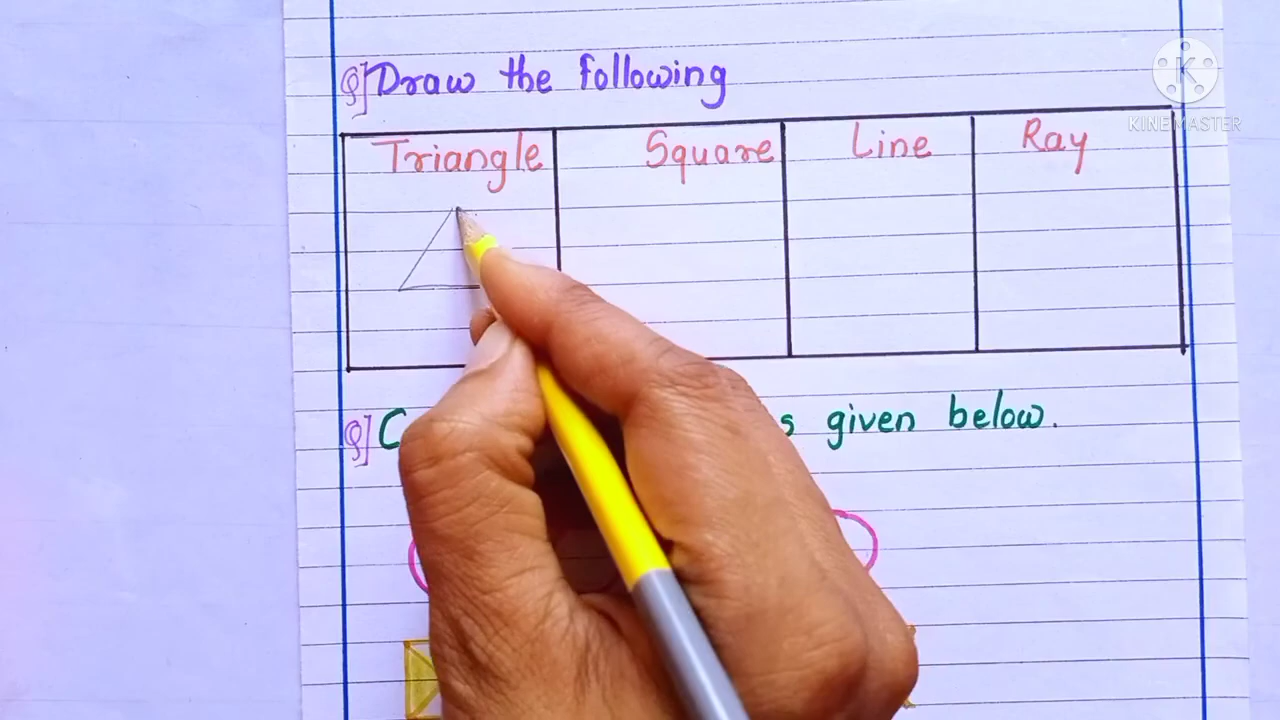 Q] Draw the following
Triangle Square Line Ray
Q] given below.
K
KINEMASTER